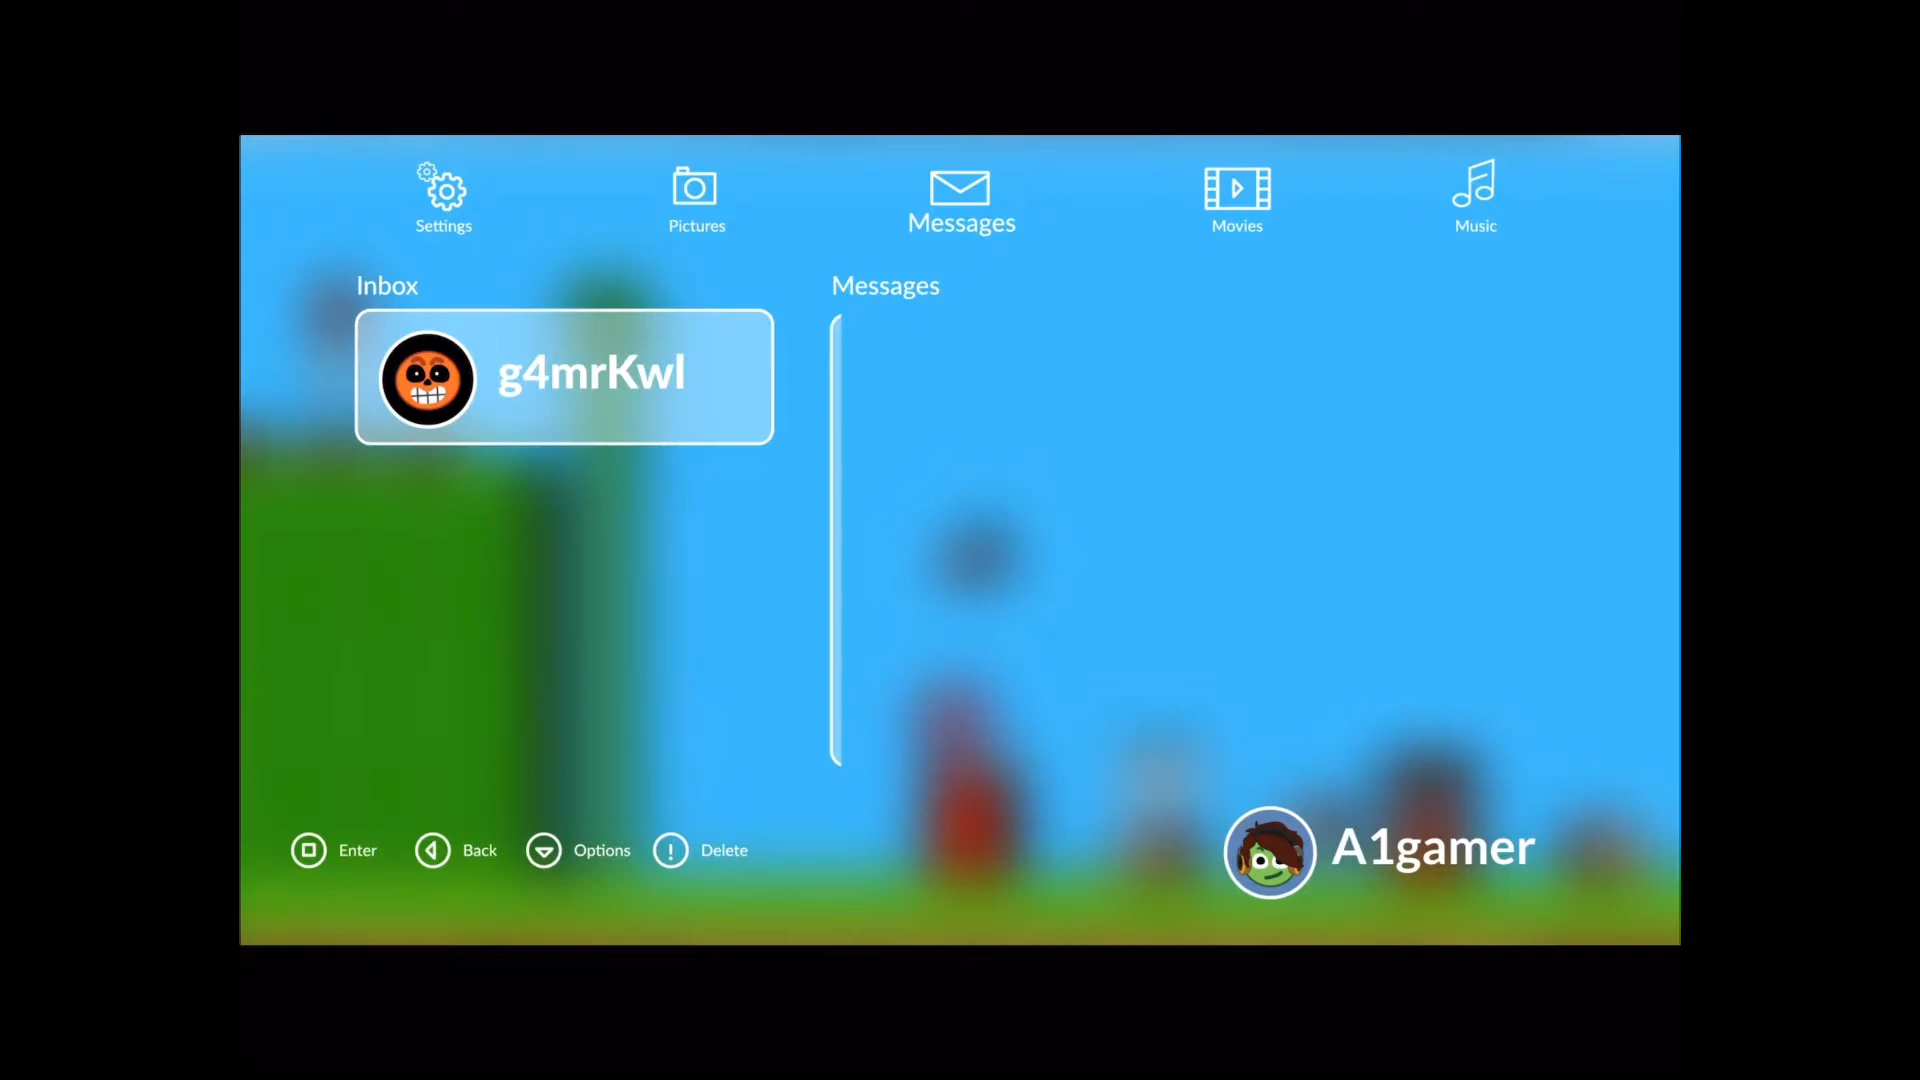 Settings
Pictures
Messages
Movies
Music
Inbox
Messages
g4mrKwl
Enter
Back
Options
Delete
A1gamer